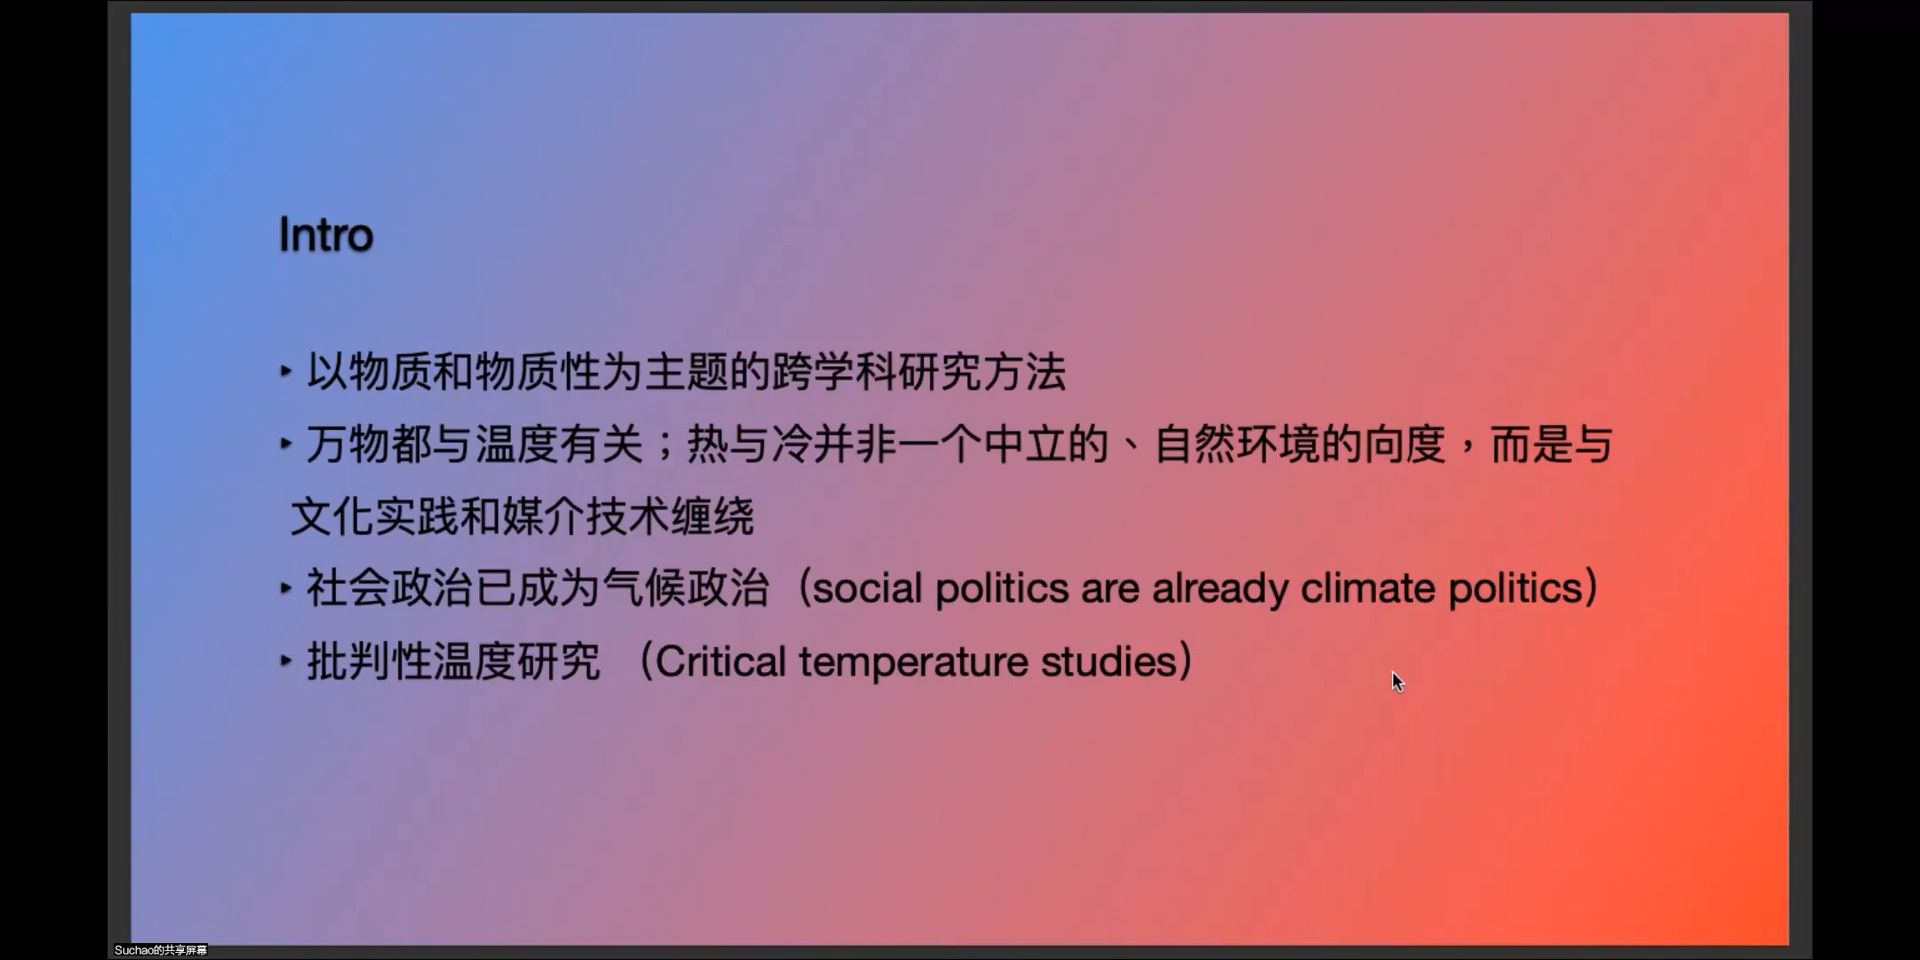 Intro
‣ 以物质和物质性为主题的跨学科研究方法
‣ 万物都与温度有关；热与冷并非一个中立的、自然环境的向度，而是与
文化实践和媒介技术缠绕
‣ 社会政治已成为气候政治（social politics are already climate politics）
‣ 批判性温度研究 （Critical temperature studies）
Suchao的共享屏幕